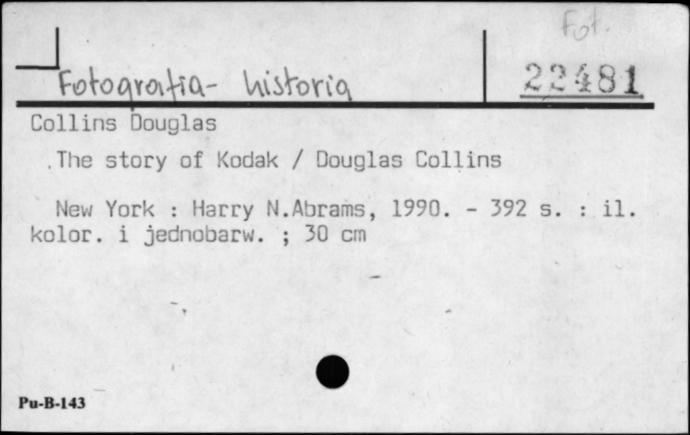 Fot.
Fotografia - historia
22481
Collins Douglas
.The story of Kodak / Douglas Collins
New York : Harry N.Abrams, 1990. - 392 s. : il.
kolor. i jednobarw. ; 30 cm
Pu-B-143